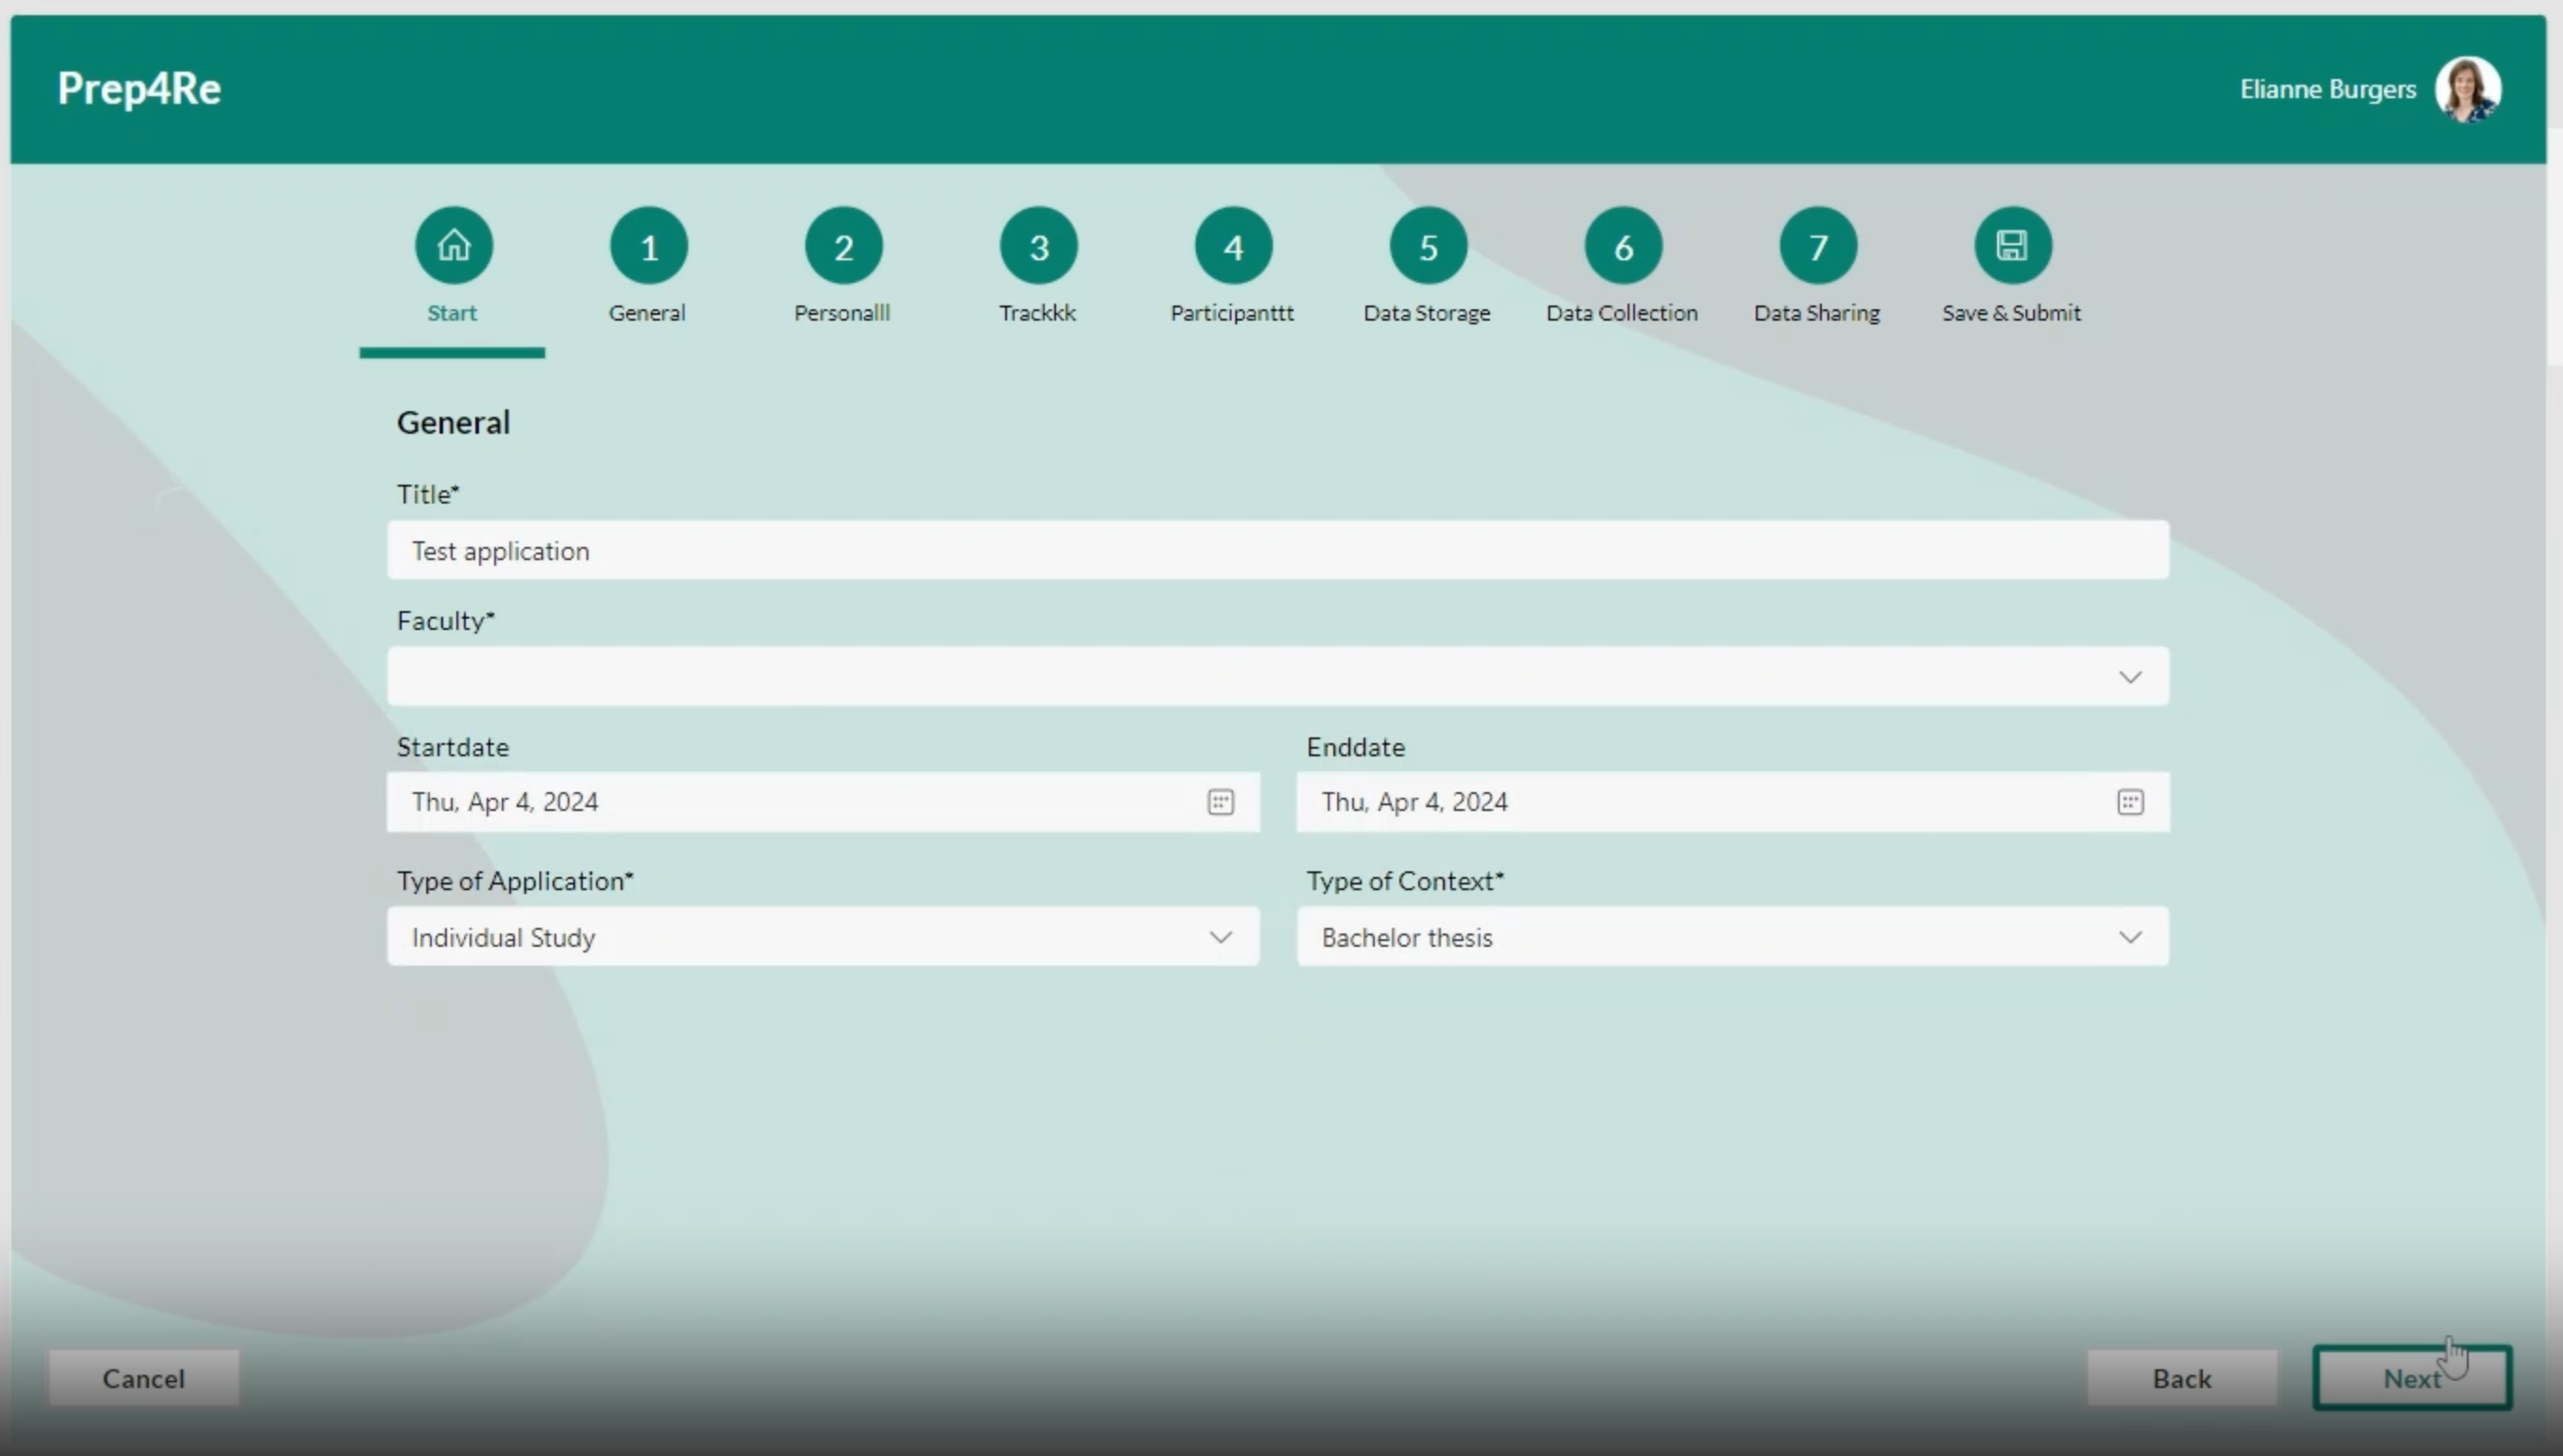 Prep4Re
Elianne Burgers
1 2 3 4 5 6 7
Start General Personalll Trackkk Participanttt Data Storage Data Collection Data Sharing Save & Submit
General
Title*
Test application
Faculty*
Startdate Enddate
Thu, Apr 4, 2024 Thu, Apr 4, 2024
Type of Application* Type of Context*
Individual Study Bachelor thesis
Cancel Back Next